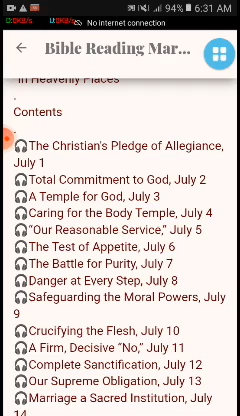 0:0KB/s U:0KB/s No internet connection 94% 6:31 AM
Bible Reading Mar...
in Heavenly Places
.
Contents
.
🎧The Christian's Pledge of Allegiance,
July 1
🎧Total Commitment to God, July 2
🎧A Temple for God, July 3
🎧Caring for the Body Temple, July 4
🎧“Our Reasonable Service,” July 5
🎧The Test of Appetite, July 6
🎧The Battle for Purity, July 7
🎧Danger at Every Step, July 8
🎧Safeguarding the Moral Powers, July
9
🎧Crucifying the Flesh, July 10
🎧A Firm, Decisive “No,” July 11
🎧Complete Sanctification, July 12
🎧Our Supreme Obligation, July 13
🎧Marriage a Sacred Institution, July
14